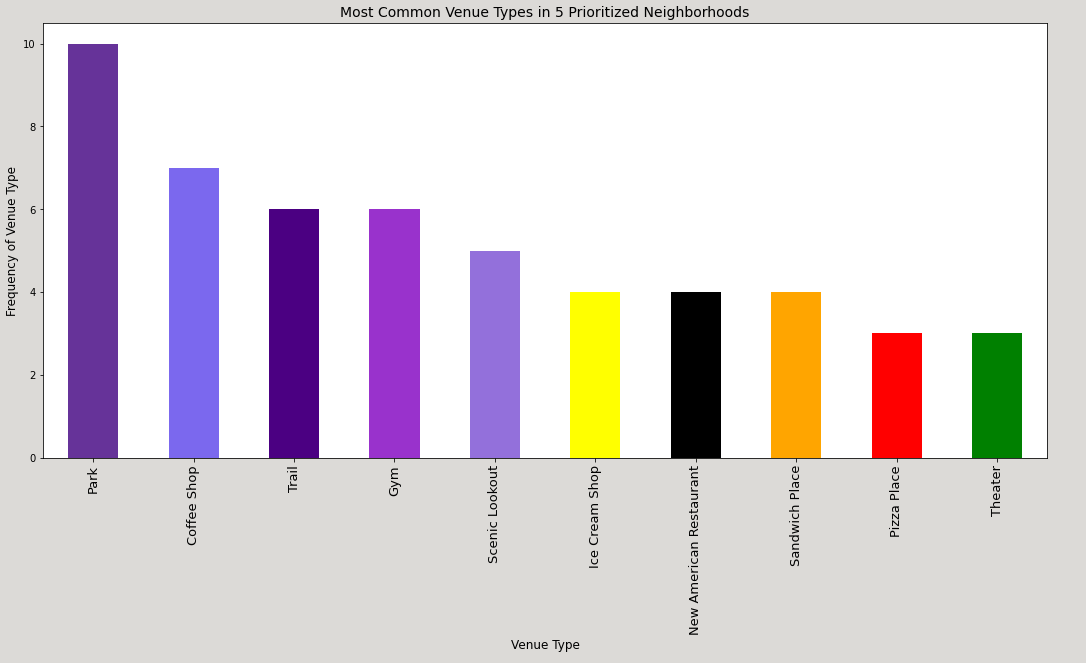 Most Common Venue Types in 5 Prioritized Neighborhoods
Frequency of Venue Type
10
8
6
4
2
0
Park
Coffee Shop
Trail
Gym
Scenic Lookout
Ice Cream Shop
New American Restaurant
Sandwich Place
Pizza Place
Theater
Venue Type